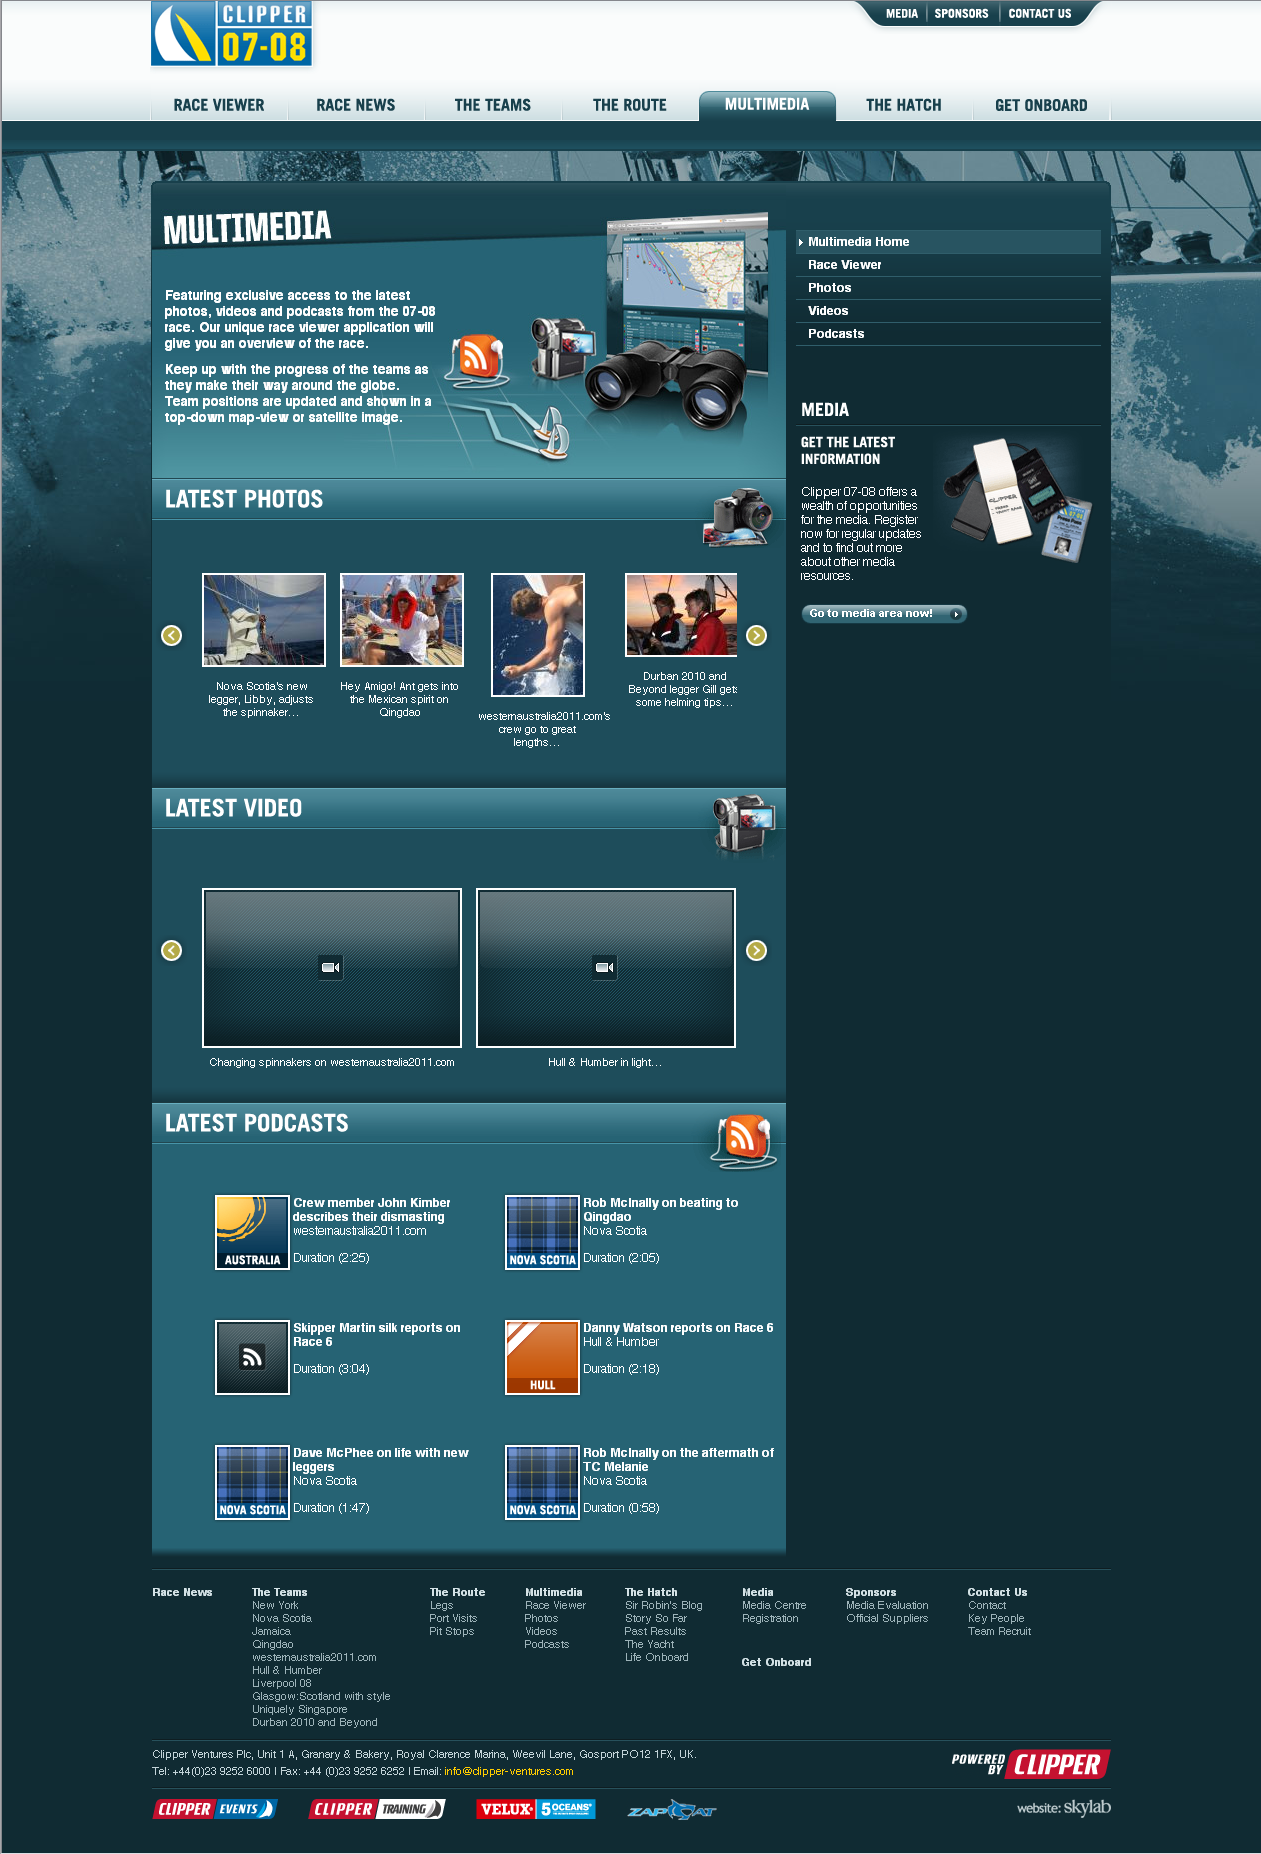 CLIPPER
07-08
MEDIA
SPONSORS
CONTACT US
RACE VIEWER
RACE NEWS
THE TEAMS
THE ROUTE
MULTIMEDIA
THE HATCH
GET ONBOARD
MULTIMEDIA
Featuring exclusive access to the latest
photos, videos and podcasts from the 07-08
race. Our unique race viewer application will
give you an overview of the race.
Keep up with the progress of the teams as
they make their way around the globe.
Team positions are updated and shown in a
top-down map-view or satellite image.
Multimedia Home
Race Viewer
Photos
Videos
Podcasts
MEDIA
GET THE LATEST
INFORMATION
Clipper 07-08 offers a
wealth of opportunities
for the media. Register
now for regular updates
and to find out more
about other media
resources.
CLIPPER
Go to media area now!
LATEST PHOTOS
Nova Scotia's new
legger, Libby, adjusts
the spinnaker...
Hey Amigo! Ant gets into
the Mexican spirit on
Qingdao
westernaustralia2011.com's
crew go to great
lengths...
Durban 2010 and
Beyond legger Gill gets
some helming tips...
LATEST VIDEO
Changing spinnakers on westernaustralia2011.com
Hull & Humber in light...
LATEST PODCASTS
AUSTRALIA
Crew member John Kimber
describes their dismasting
westernaustralia2011.com
Duration (2:25)
NOVA SCOTIA
Rob McInally on beating to
Qingdao
Nova Scotia
Duration (2:05)
Skipper Martin silk reports on
Race 6
Duration (3:04)
HULL
Danny Watson reports on Race 6
Hull & Humber
Duration (2:18)
NOVA SCOTIA
Dave McPhee on life with new
leggers
Nova Scotia
Duration (1:47)
NOVA SCOTIA
Rob McInally on the aftermath of
TC Melanie
Nova Scotia
Duration (0:58)
Race News
The Teams
New York
Nova Scotia
Jamaica
Qingdao
westernaustralia2011.com
Hull & Humber
Liverpool 08
Glasgow:Scotland with style
Uniquely Singapore
Durban 2010 and Beyond
The Route
Legs
Port Visits
Pit Stops
Multimedia
Race Viewer
Photos
Videos
Podcasts
The Hatch
Sir Robin's Blog
Story So Far
Past Results
The Yacht
Life Onboard
Media
Media Centre
Registration
Get Onboard
Sponsors
Media Evaluation
Official Suppliers
Contact Us
Contact
Key People
Team Recruit
Clipper Ventures Plc, Unit 1 A, Granary & Bakery, Royal Clarence Marina, Weevil Lane, Gosport PO12 1FX, UK.
Tel: +44(0)23 9252 6000 | Fax: +44 (0)23 9252 6252 | Email: info@clipper-ventures.com
POWERED
BY
CLIPPER
CLIPPER EVENTS
CLIPPER TRAINING
VELUX 5 OCEANS
ZAPCAT
website: skylab